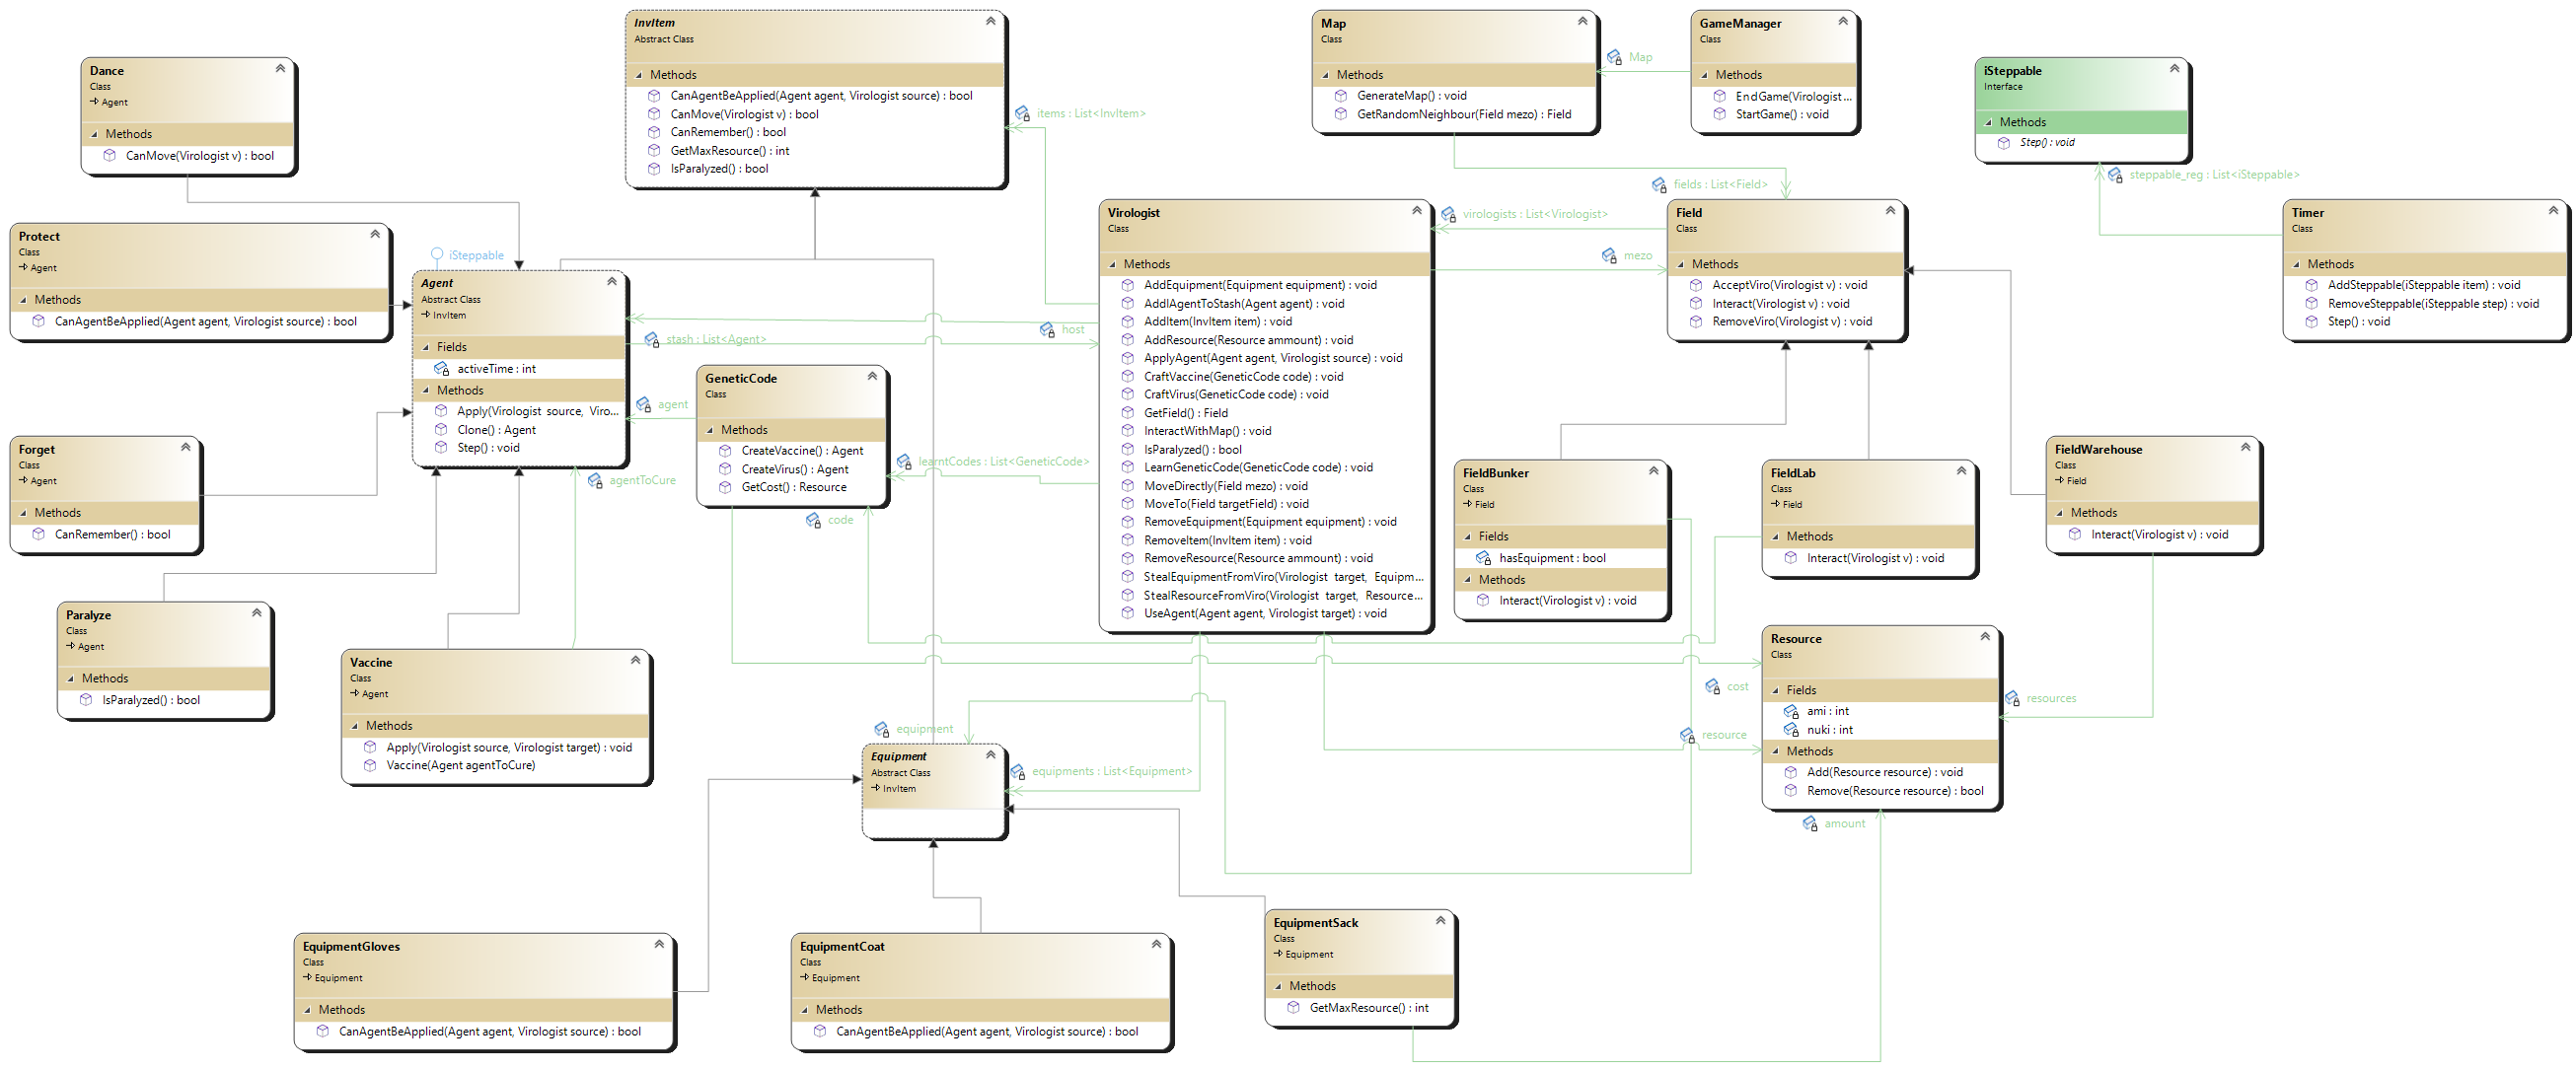 Dance
Class
Agent
Methods
CanMove(Virologist v) : bool
Protect
Class
Agent
Methods
CanAgentBeApplied(Agent agent, Virologist source) : bool
Forget
Class
Agent
Methods
CanRemember() : bool
Paralyze
Class
Agent
Methods
IsParalyzed() : bool
iSteppable
Agent
Abstract Class
InvItem
Fields
activeTime : int
Methods
Apply(Virologist source, Viro...
Clone() : Agent
Step() : void
agentToCure
Vaccine
Class
Agent
Methods
Apply(Virologist source, Virologist target) : void
Vaccine(Agent agentToCure)
InvItem
Abstract Class
Methods
CanAgentBeApplied(Agent agent, Virologist source) : bool
CanMove(Virologist v) : bool
CanRemember() : bool
GetMaxResource() : int
IsParalyzed() : bool
items : List<InvItem>
stash : List<Agent>
host
agent
GeneticCode
Class
Methods
CreateVaccine() : Agent
CreateVirus() : Agent
GetCost() : Resource
learntCodes : List<GeneticCode>
code
Virologist
Class
Methods
AddEquipment(Equipment equipment) : void
AddIAgentToStash(Agent agent) : void
AddItem(InvItem item) : void
AddResource(Resource ammount) : void
ApplyAgent(Agent agent, Virologist source) : void
CraftVaccine(GeneticCode code) : void
CraftVirus(GeneticCode code) : void
GetField() : Field
InteractWithMap() : void
IsParalyzed() : bool
LearnGeneticCode(GeneticCode code) : void
MoveDirectly(Field mezo) : void
MoveTo(Field targetField) : void
RemoveEquipment(Equipment equipment) : void
RemoveItem(InvItem item) : void
RemoveResource(Resource ammount) : void
StealEquipmentFromViro(Virologist target, Equipm...
StealResourceFromViro(Virologist target, Resource...
UseAgent(Agent agent, Virologist target) : void
Map
Class
Methods
GenerateMap() : void
GetRandomNeighbour(Field mezo) : Field
Map
GameManager
Class
Methods
EndGame(Virologist ...
StartGame() : void
fields : List<Field>
virologists : List<Virologist>
mezo
Field
Class
Methods
AcceptViro(Virologist v) : void
Interact(Virologist v) : void
RemoveViro(Virologist v) : void
iSteppable
Interface
Methods
Step() : void
steppable_reg : List<iSteppable>
Timer
Class
Methods
AddSteppable(iSteppable item) : void
RemoveSteppable(iSteppable step) : void
Step() : void
FieldBunker
Class
Field
Fields
hasEquipment : bool
Methods
Interact(Virologist v) : void
FieldLab
Class
Field
Methods
Interact(Virologist v) : void
FieldWarehouse
Class
Field
Methods
Interact(Virologist v) : void
cost
resource
resources
Resource
Class
Fields
ami : int
nuki : int
Methods
Add(Resource resource) : void
Remove(Resource resource) : bool
amount
equipment
Equipment
Abstract Class
InvItem
equipments : List<Equipment>
EquipmentGloves
Class
Equipment
Methods
CanAgentBeApplied(Agent agent, Virologist source) : bool
EquipmentCoat
Class
Equipment
Methods
CanAgentBeApplied(Agent agent, Virologist source) : bool
EquipmentSack
Class
Equipment
Methods
GetMaxResource() : int